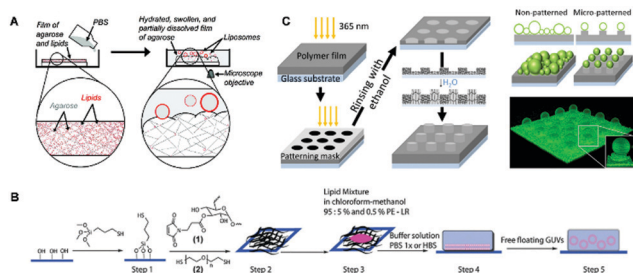 A
Film of
agarose and lipids
PBS
Hydrated, swollen, and
partially dissolved film
of agarose
Liposomes
Microscope
objective
Agarose
Lipids
C
365 nm
Polymer film
Glass substrate
Patterning mask
Rinsing with
ethanol
H₂O
Non-patterned
Micro-patterned
B
Lipid Mixture
in chloroform-methanol
95 : 5 % and 0.5 % PE - LR
Buffer solution
PBS 1x or HBS
Free floating GUVs
(1)
(2)
OH OH OH
Step 1
Step 2
Step 3
Step 4
Step 5